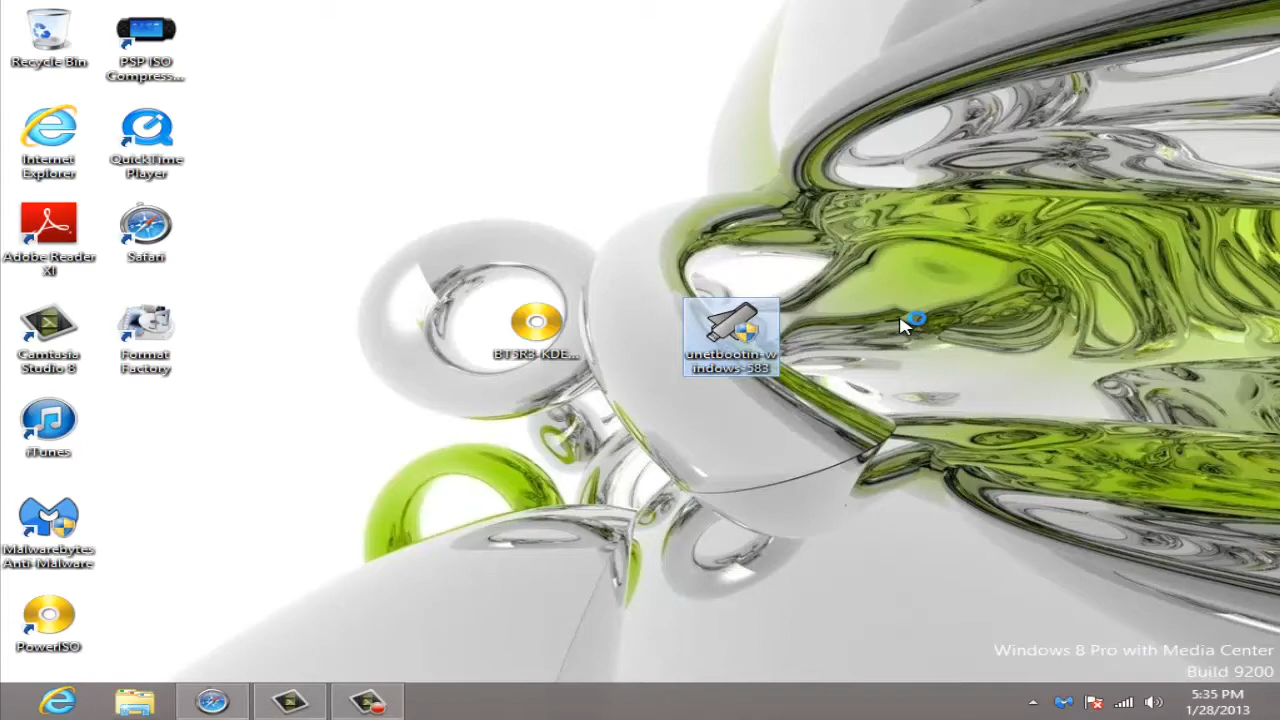 Recycle Bin
PSP ISO
Compress...
Internet
Explorer
QuickTime
Player
Adobe Reader
XI
Safari
Camtasia
Studio 8
Format
Factory
BT5R3-KDE...
unetbootin-w
indows-583
iTunes
Malwarebytes
Anti-Malware
PowerISO
Windows 8 Pro with Media Center
Build 9200
5:35 PM
1/28/2013